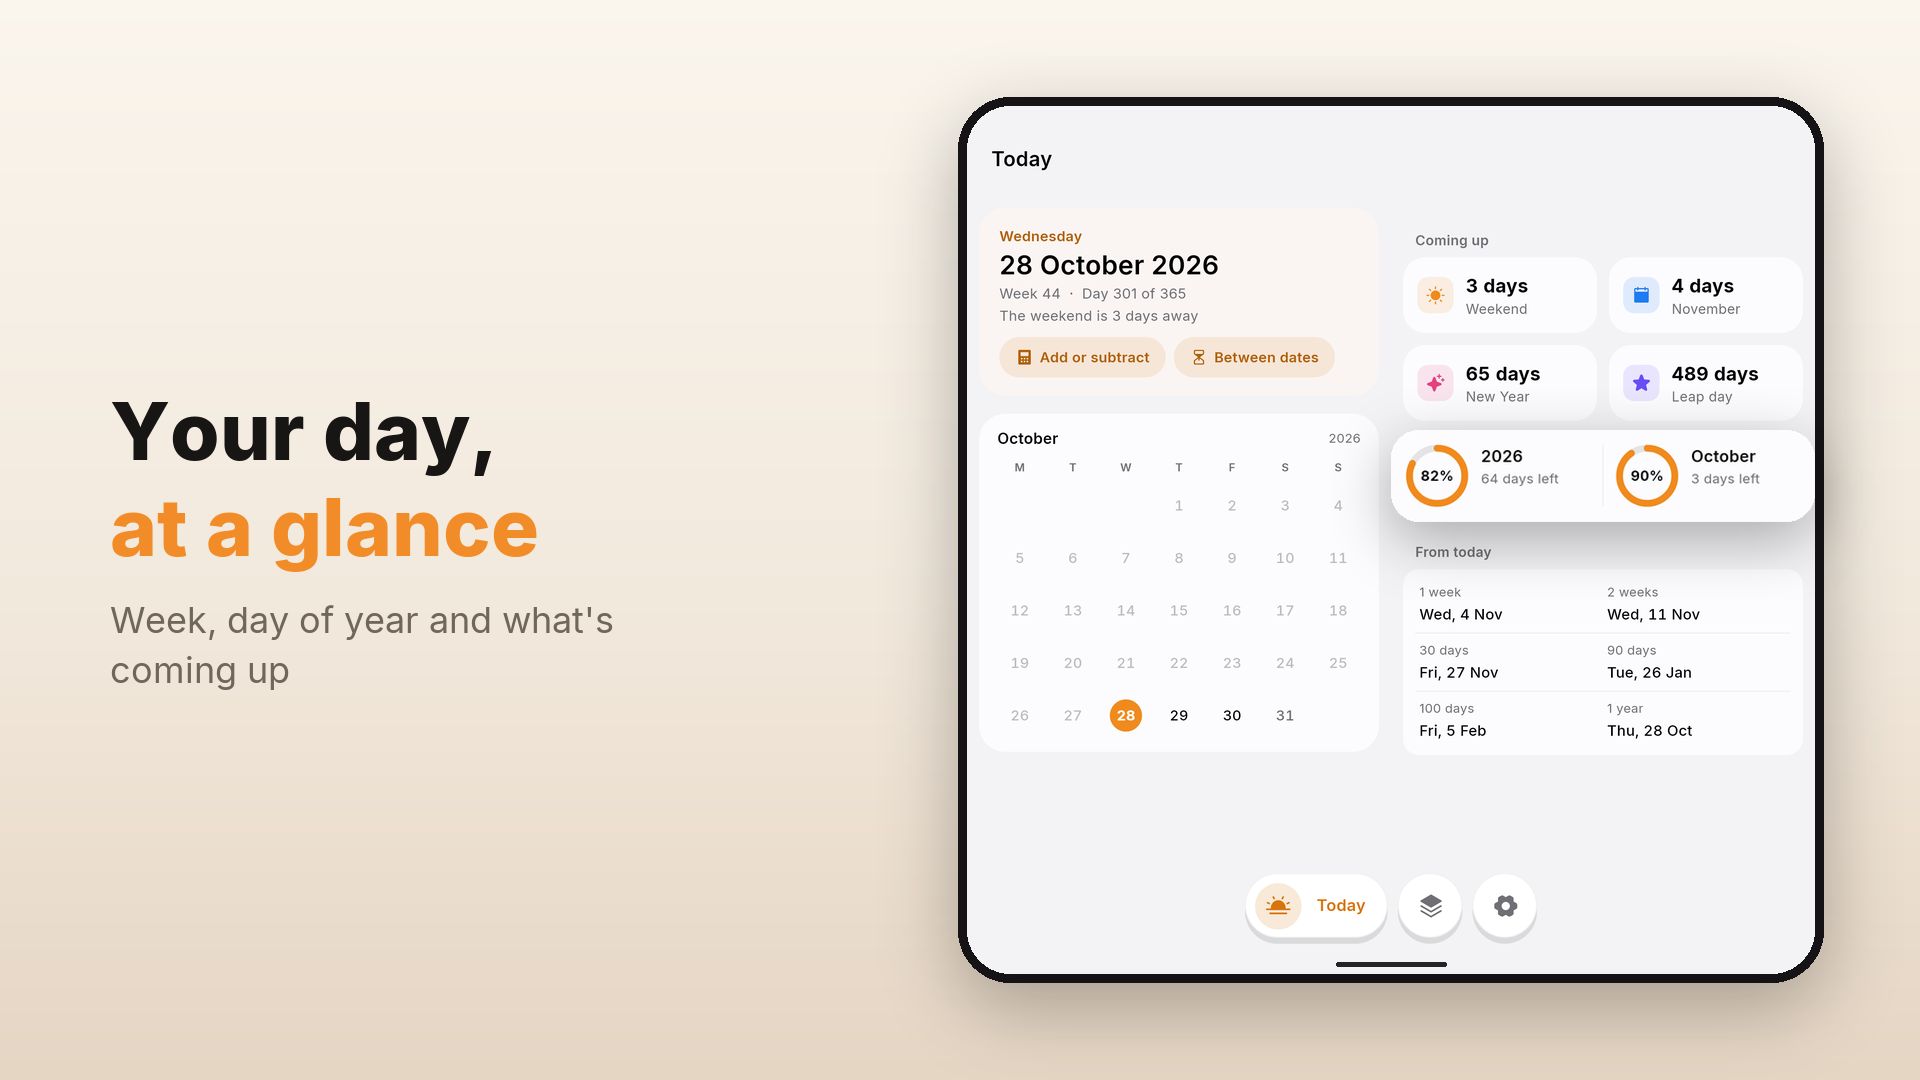 Your day,
at a glance
Week, day of year and what's
coming up
Today
Wednesday
28 October 2026
Week 44 · Day 301 of 365
The weekend is 3 days away
Add or subtract
Between dates
October
2026
M T W T F S S
1 2 3 4
5 6 7 8 9 10 11
12 13 14 15 16 17 18
19 20 21 22 23 24 25
26 27 28 29 30 31
Coming up
3 days
Weekend
4 days
November
65 days
New Year
489 days
Leap day
82%
2026
64 days left
90%
October
3 days left
From today
1 week
Wed, 4 Nov
2 weeks
Wed, 11 Nov
30 days
Fri, 27 Nov
90 days
Tue, 26 Jan
100 days
Fri, 5 Feb
1 year
Thu, 28 Oct
Today